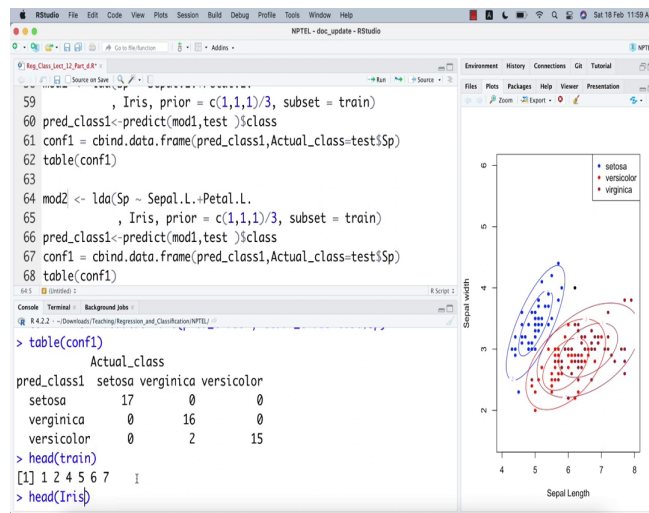 RStudio File Edit Code View Plots Session Build Debug Profile Tools Window Help Sat 18 Feb 11:59 A
NPTEL - doc_update - RStudio
Go to file/function Addins NPTE
Reg_Class_Lect_12_Part_d.R*
Source on Save Run Source
59 , Iris, prior = c(1,1,1)/3, subset = train)
60 pred_class1<-predict(mod1,test )$class
61 conf1 = cbind.data.frame(pred_class1,Actual_class=test$Sp)
62 table(conf1)
63
64 mod2 <- lda(Sp ~ Sepal.L.+Petal.L.
65 , Iris, prior = c(1,1,1)/3, subset = train)
66 pred_class1<-predict(mod1,test )$class
67 conf1 = cbind.data.frame(pred_class1,Actual_class=test$Sp)
68 table(conf1)
64:5 (Untitled) R Script
Console Terminal Background Jobs
R 4.2.2 · ~/Downloads/Teaching/Regression_and_Classification/NPTEL/
> table(conf1)
Actual_class
pred_class1 setosa verginica versicolor
setosa 17 0 0
verginica 0 16 0
versicolor 0 2 15
> head(train)
[1] 1 2 4 5 6 7
> head(Iris)
Environment History Connections Git Tutorial
Files Plots Packages Help Viewer Presentation
Zoom Export
setosa
versicolor
virginica
Sepal width
6
5
4
3
2
4 5 6 7 8
Sepal Length